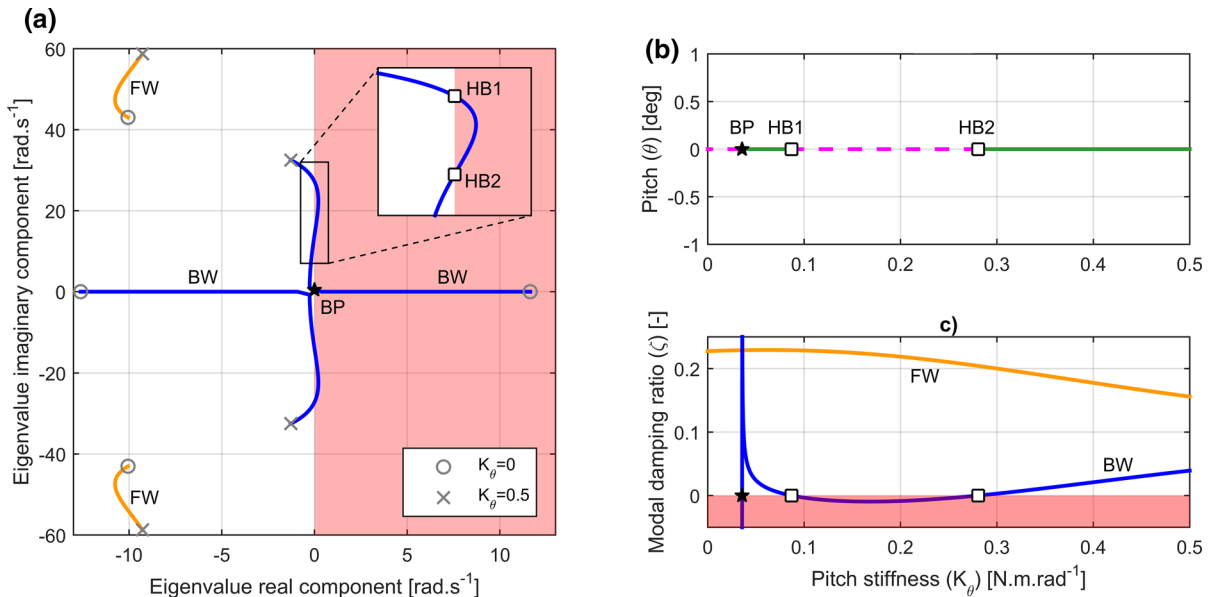 (a)
60
40
20
0
-20
-40
-60
-10
-5
0
5
10
Eigenvalue imaginary component [rad.s⁻¹]
Eigenvalue real component [rad.s⁻¹]
FW
HB1
HB2
BW
BW
BP
FW
K_θ=0
K_θ=0.5
(b)
1
0.5
0
-0.5
-1
Pitch (θ) [deg]
BP
HB1
HB2
0
0.1
0.2
0.3
0.4
0.5
c)
0.2
0.1
0
Modal damping ratio (ζ) [-]
FW
BW
0
0.1
0.2
0.3
0.4
0.5
Pitch stiffness (K_θ) [N.m.rad⁻¹]